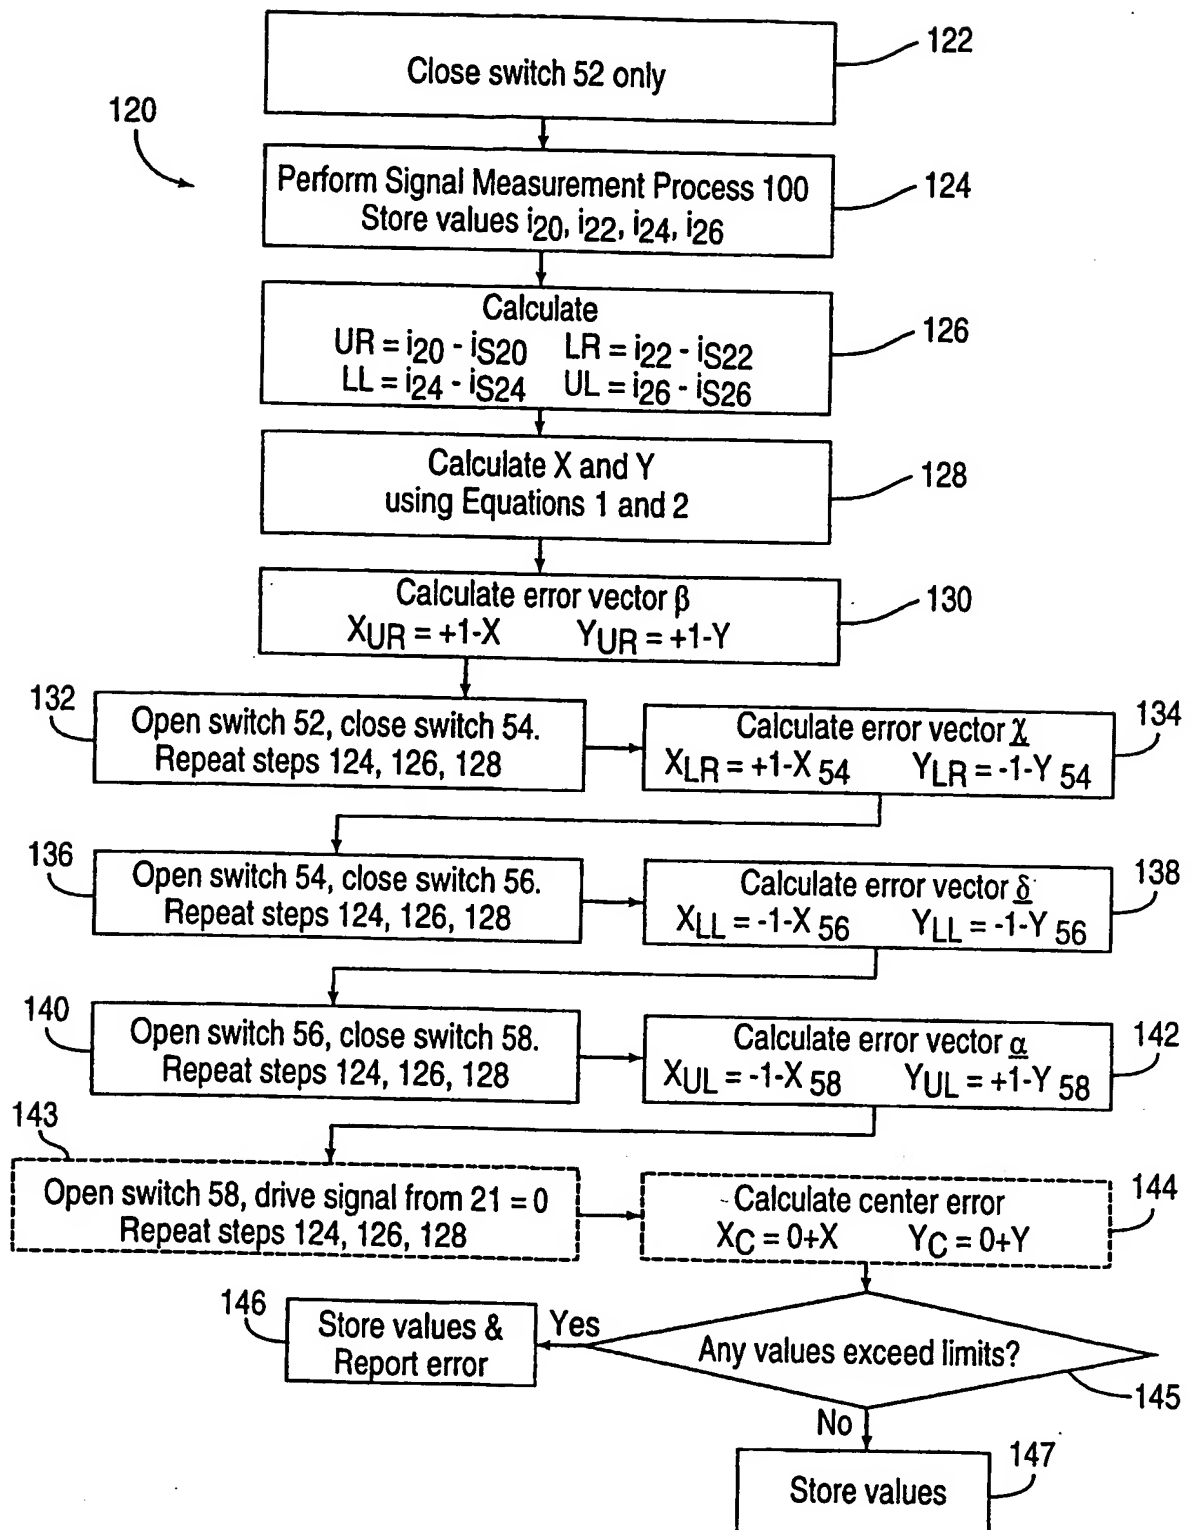 122
Close switch 52 only
120
Perform Signal Measurement Process 100
Store values i20, i22, i24, i26
124
Calculate
UR = i20 - iS20 LR = i22 - iS22
LL = i24 - iS24 UL = i26 - iS26
126
Calculate X and Y
using Equations 1 and 2
128
Calculate error vector β
XUR = +1-X YUR = +1-Y
130
132
Open switch 52, close switch 54.
Repeat steps 124, 126, 128
Calculate error vector χ
XLR = +1-X 54 YLR = -1-Y 54
134
136
Open switch 54, close switch 56.
Repeat steps 124, 126, 128
Calculate error vector δ
XLL = -1-X 56 YLL = -1-Y 56
138
140
Open switch 56, close switch 58.
Repeat steps 124, 126, 128
Calculate error vector α
XUL = -1-X 58 YUL = +1-Y 58
142
143
Open switch 58, drive signal from 21 = 0
Repeat steps 124, 126, 128
Calculate center error
XC = 0+X YC = 0+Y
144
146
Store values &
Report error
Yes
Any values exceed limits?
145
No
147
Store values